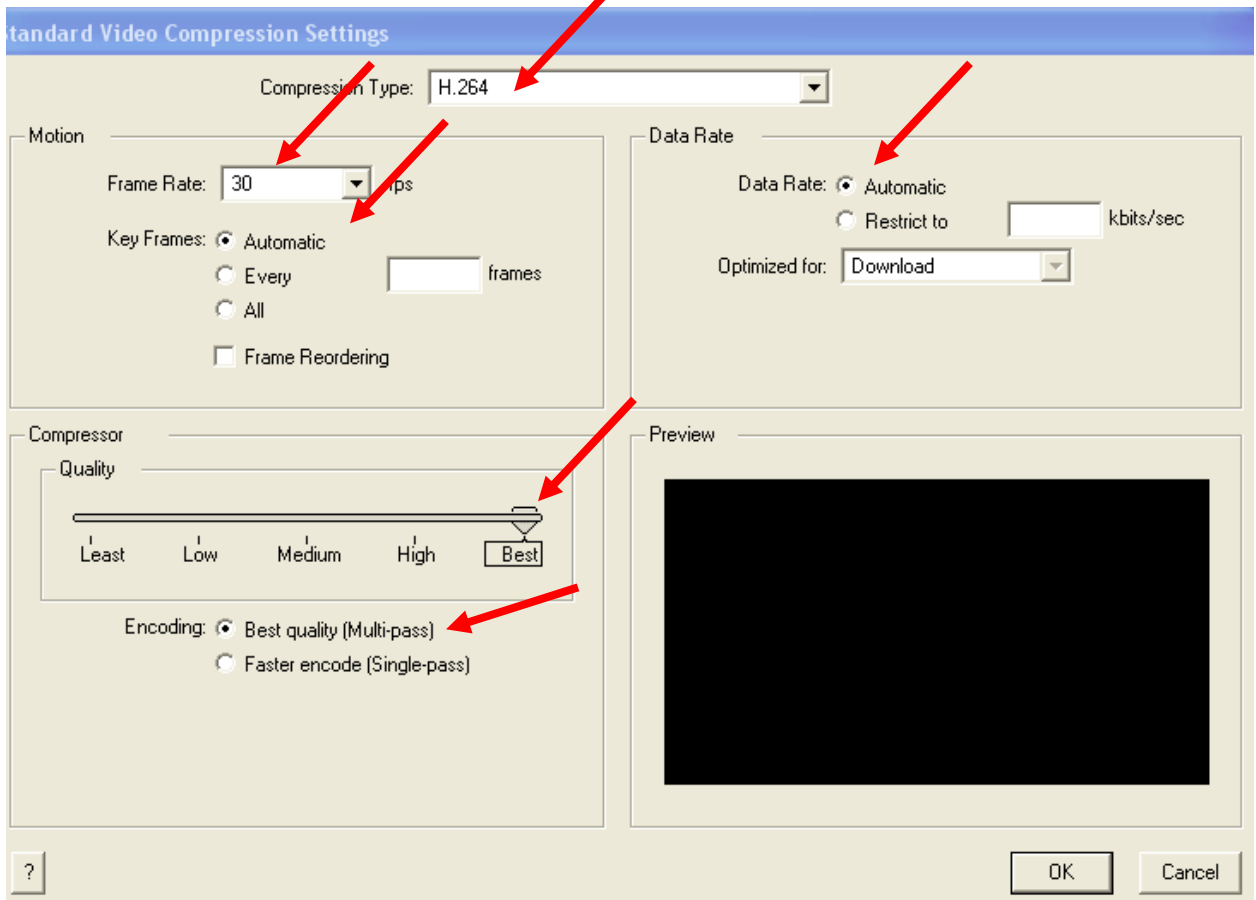 tandard Video Compression Settings
Compression Type: H.264
Motion
Frame Rate: 30 fps
Key Frames: Automatic
Every frames
All
Frame Reordering
Data Rate
Data Rate: Automatic
Restrict to kbits/sec
Optimized for: Download
Compressor
Quality
Least Low Medium High Best
Encoding: Best quality (Multi-pass)
Faster encode (Single-pass)
Preview
?
OK Cancel